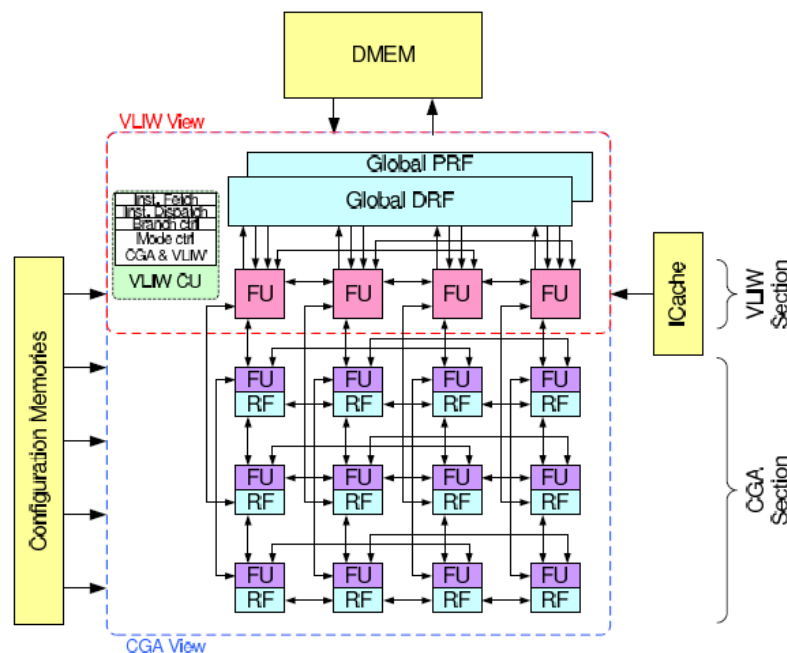 DMEM
VLIW View
Global PRF
Global DRF
Inst. Fetch
Inst. Dispatch
Branch ctrl
Mode ctrl
CGA & VLIW
VLIW CU
FU FU FU FU
ICache
VLIW
Section
Configuration Memories
FU FU FU FU
RF RF RF RF
FU FU FU FU
RF RF RF RF
CGA
Section
FU FU FU FU
RF RF RF RF
CGA View